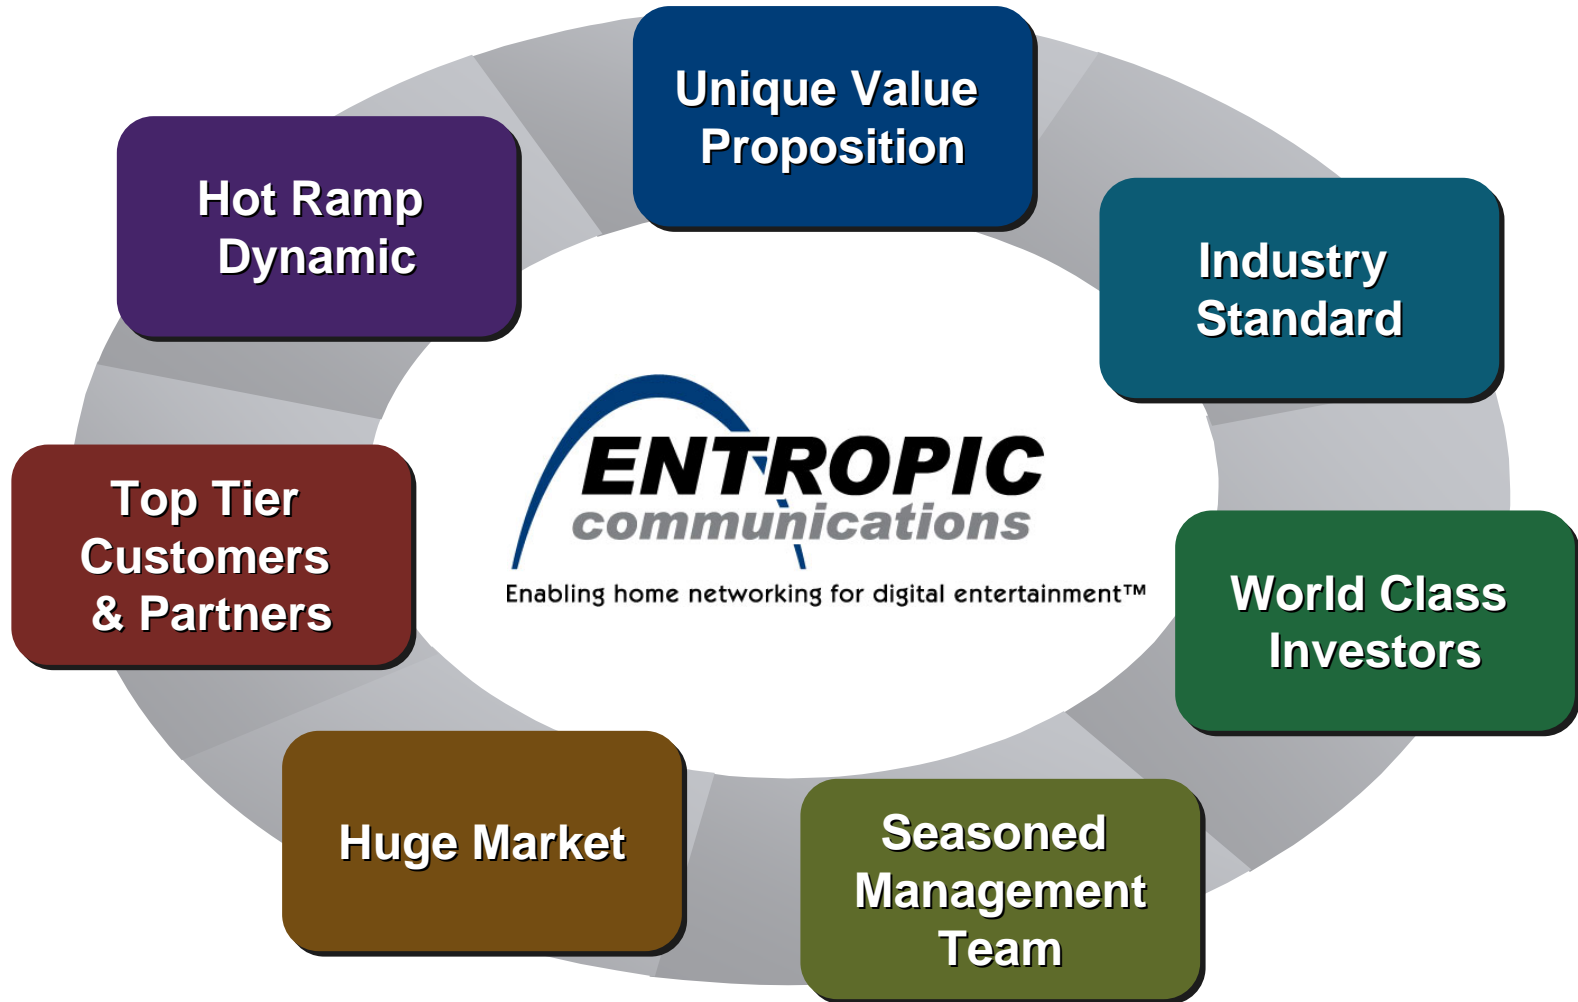 Unique Value
Proposition
Hot Ramp
Dynamic
Industry
Standard
ENTROPIC
communications
Enabling home networking for digital entertainment™
Top Tier
Customers
& Partners
World Class
Investors
Huge Market
Seasoned
Management
Team